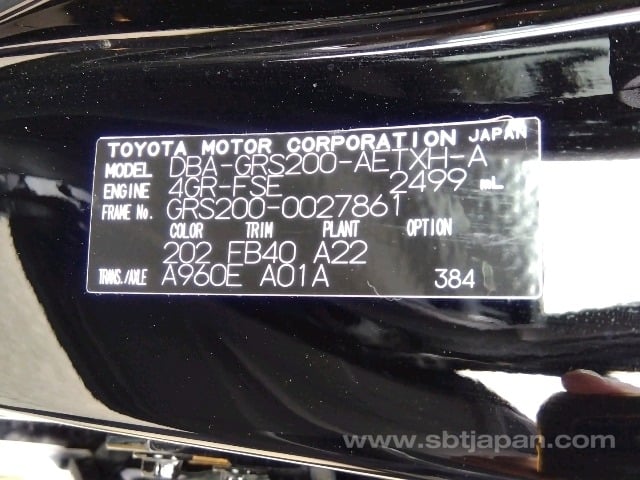 TOYOTA MOTOR CORPORATION JAPAN
MODEL DBA-GRS200-AETXH-A
ENGINE 4GR-FSE 2499 mL
FRAME No. GRS200-0027861
COLOR TRIM PLANT OPTION
202 FB40 A22
TRANS./AXLE A960E A01A 384
www.sbtjapan.com